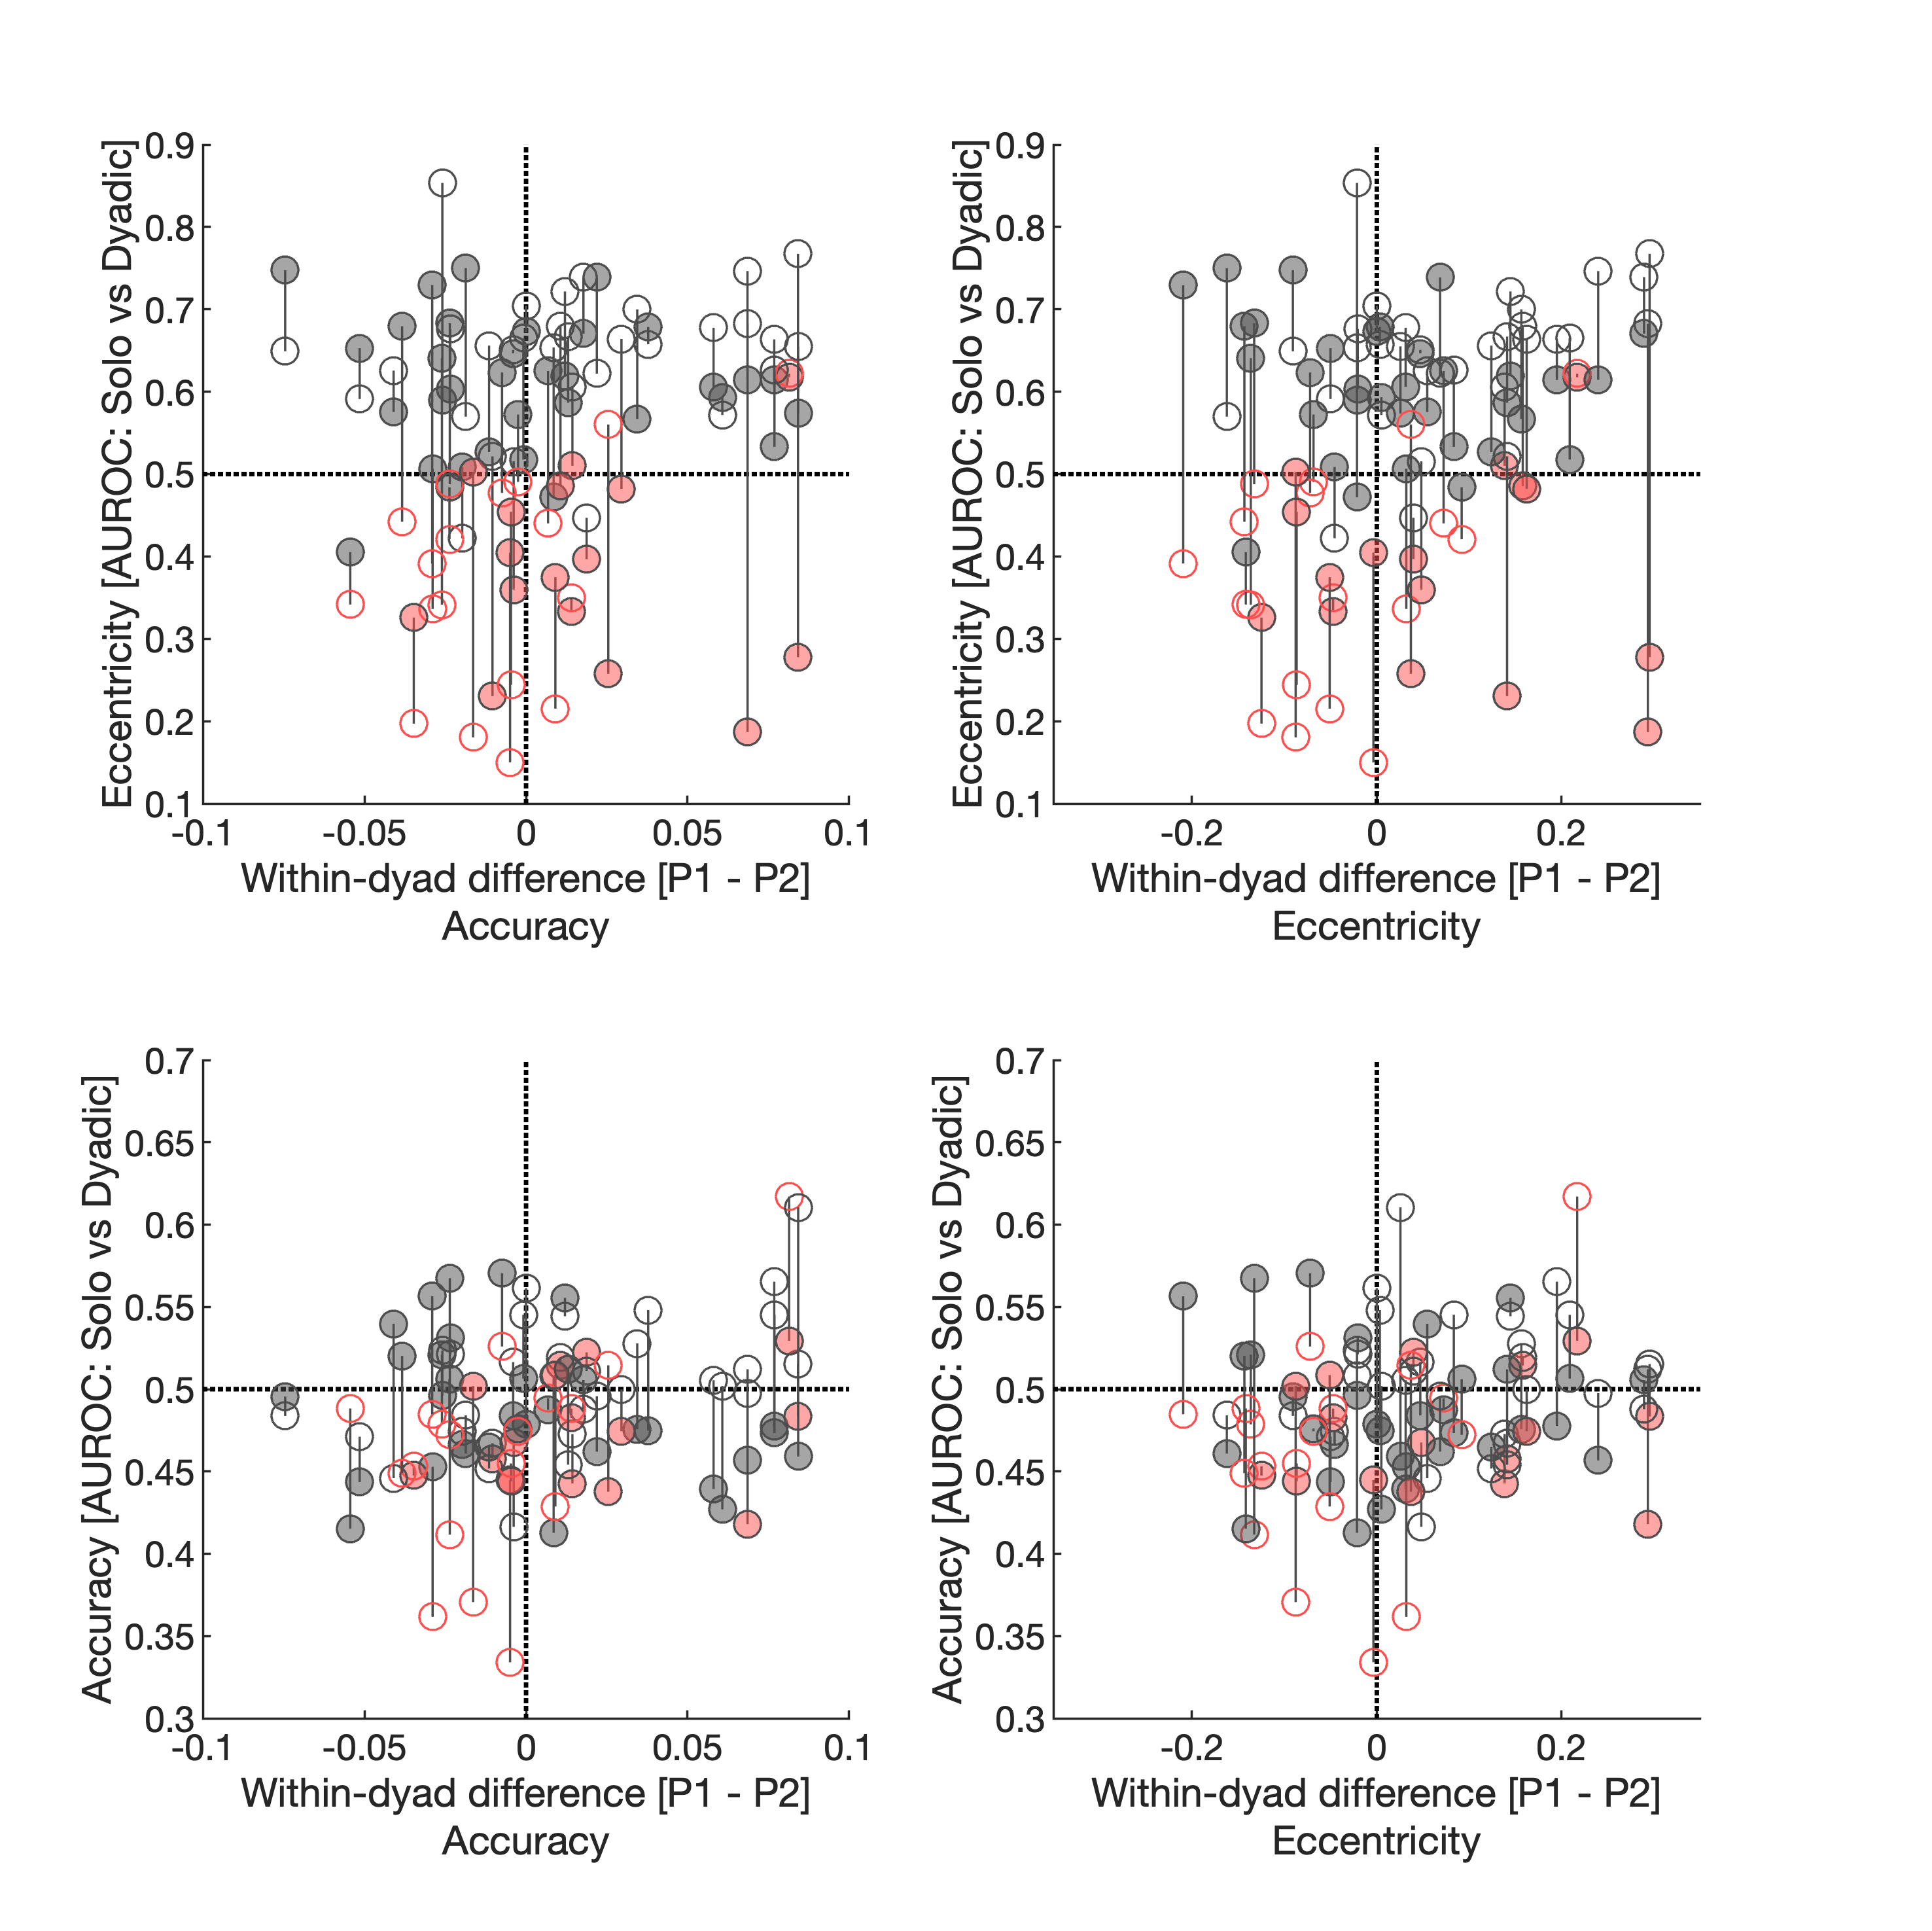 Eccentricity [AUROC: Solo vs Dyadic]
0.9
0.8
0.7
0.6
0.5
0.4
0.3
0.2
0.1
-0.1 -0.05 0 0.05 0.1
Within-dyad difference [P1 - P2]
Accuracy
Eccentricity [AUROC: Solo vs Dyadic]
0.9
0.8
0.7
0.6
0.5
0.4
0.3
0.2
0.1
-0.2 0 0.2
Within-dyad difference [P1 - P2]
Eccentricity
Accuracy [AUROC: Solo vs Dyadic]
0.7
0.65
0.6
0.55
0.5
0.45
0.4
0.35
0.3
-0.1 -0.05 0 0.05 0.1
Within-dyad difference [P1 - P2]
Accuracy
Accuracy [AUROC: Solo vs Dyadic]
0.7
0.65
0.6
0.55
0.5
0.45
0.4
0.35
0.3
-0.2 0 0.2
Within-dyad difference [P1 - P2]
Eccentricity